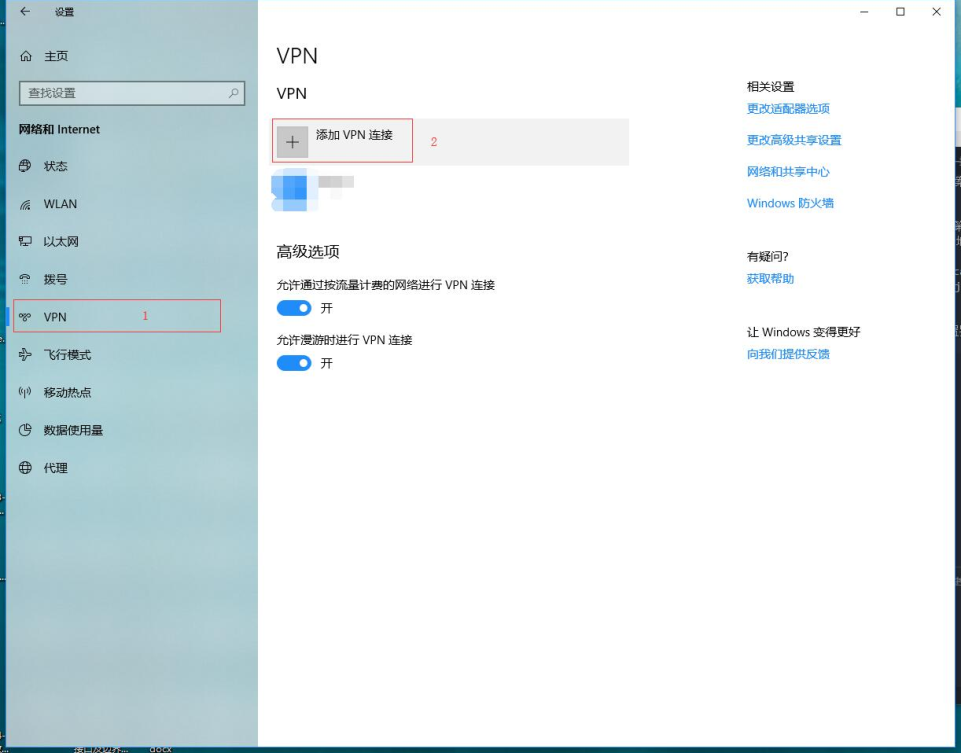 设置
主页
查找设置
网络和 Internet
状态
WLAN
以太网
拨号
VPN
1
飞行模式
移动热点
数据使用量
代理
VPN
VPN
添加 VPN 连接
2
高级选项
允许通过按流量计费的网络进行 VPN 连接
开
允许漫游时进行 VPN 连接
开
相关设置
更改适配器选项
更改高级共享设置
网络和共享中心
Windows 防火墙
有疑问?
获取帮助
让 Windows 变得更好
向我们提供反馈